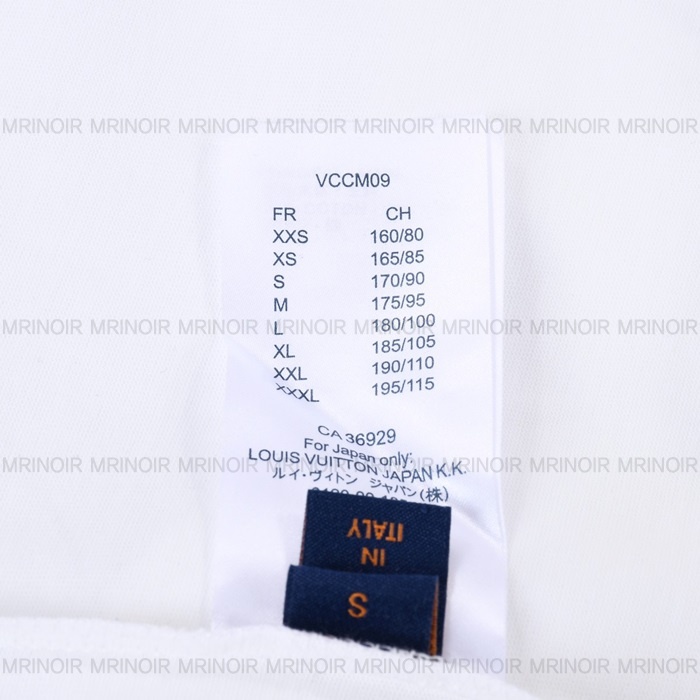 MRINOIR MRINOIR MRINOIR MRINOIR MRINOIR MRINOIR MRINOIR MRINOIR
VCCM09
FR CH
XXS 160/80
XS 165/85
S 170/90
M 175/95
MRINOIR MRINOIR MRINOIR MRINOIR MRINOIR MRINOIR MRINOIR MRINOIR
L 180/100
XL 185/105
XXL 190/110
XXXL 195/115
CA 36929
For Japan only:
LOUIS VUITTON JAPAN K.K.
MRINOIR MRINOIR MRINOIR MRINOIR MRINOIR MRINOIR MRINOIR MRINOIR
ルイ・ヴィトン ジャパン(株)
ITALY
IN
S
MRINOIR MRINOIR MRINOIR MRINOIR MRINOIR MRINOIR MRINOIR MRINOIR